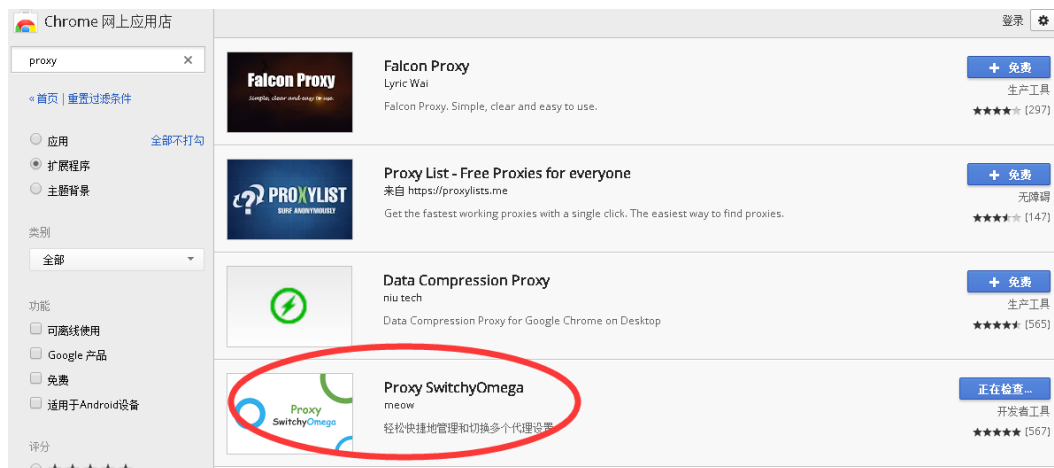 Chrome 网上应用店
登录
proxy
«首页 | 重置过滤条件
应用 全部不打勾
扩展程序
主题背景
类别
全部
功能
可离线使用
Google 产品
免费
适用于Android设备
评分
Falcon Proxy
Simple, clear and easy to use.
Falcon Proxy
Lyric Wai
Falcon Proxy. Simple, clear and easy to use.
+ 免费
生产工具
(297)
PROXYLIST
SURF ANONYMOUSLY
Proxy List - Free Proxies for everyone
来自 https://proxylists.me
Get the fastest working proxies with a single click. The easiest way to find proxies.
+ 免费
无障碍
(147)
Data Compression Proxy
niu tech
Data Compression Proxy for Google Chrome on Desktop
+ 免费
生产工具
(565)
Proxy
SwitchyOmega
Proxy SwitchyOmega
meow
轻松快捷地管理和切换多个代理设置
正在检查...
开发者工具
(567)